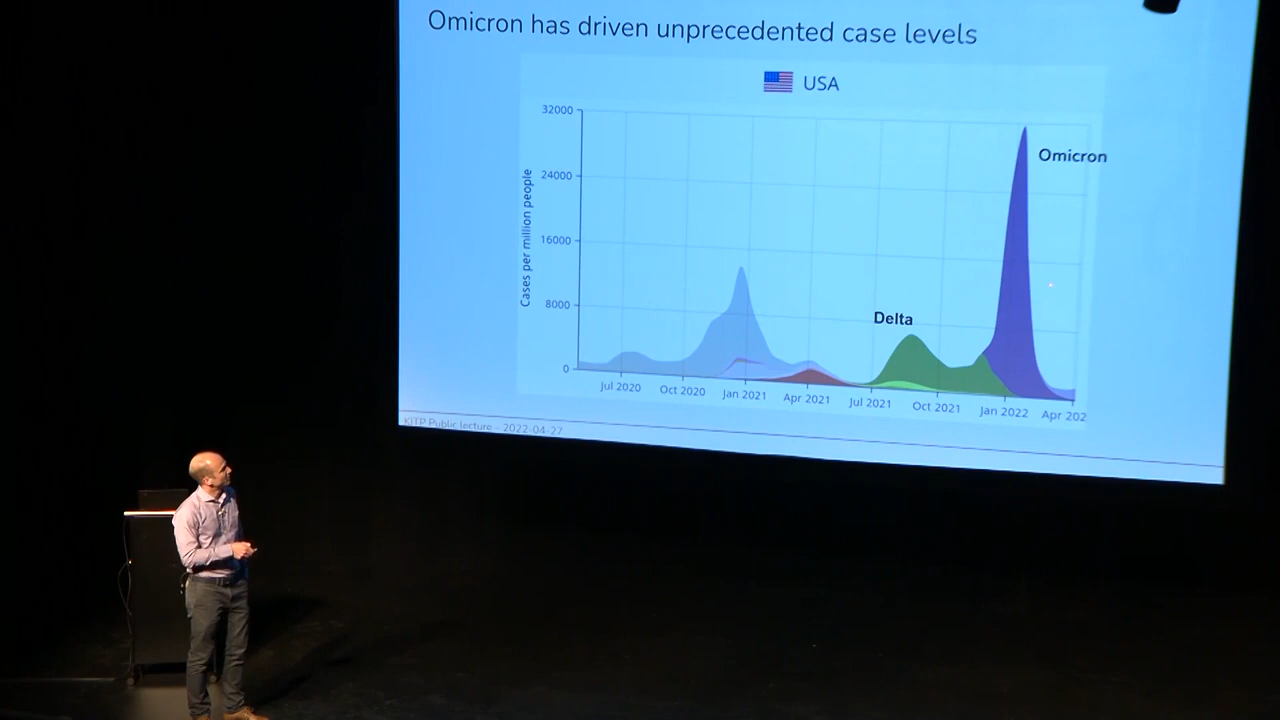 Omicron has driven unprecedented case levels
USA
32000
Omicron
24000
Cases per million people
16000
8000
Delta
0
Jul 2020
Oct 2020
Jan 2021
Apr 2021
Jul 2021
Oct 2021
Jan 2022
Apr 202
KITP Public lecture - 2022-04-27